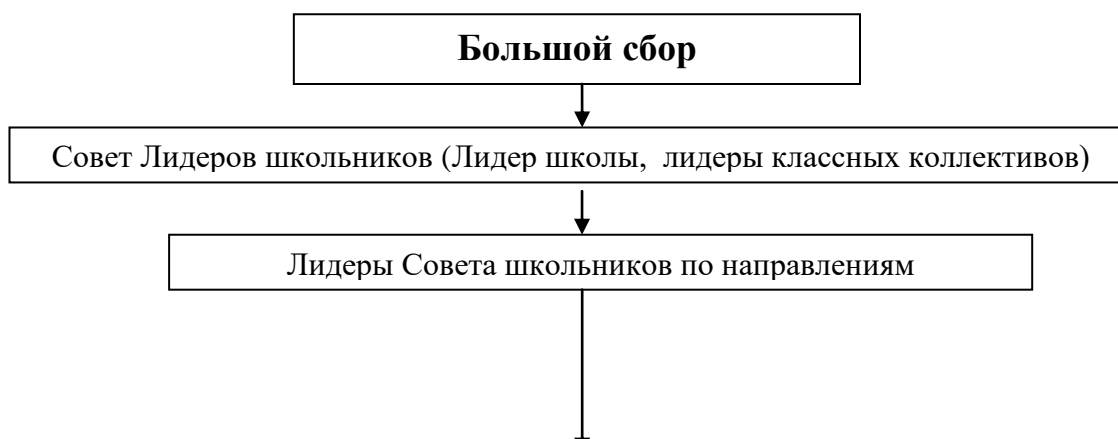 Большой сбор
Совет Лидеров школьников (Лидер школы, лидеры классных коллективов)
Лидеры Совета школьников по направлениям